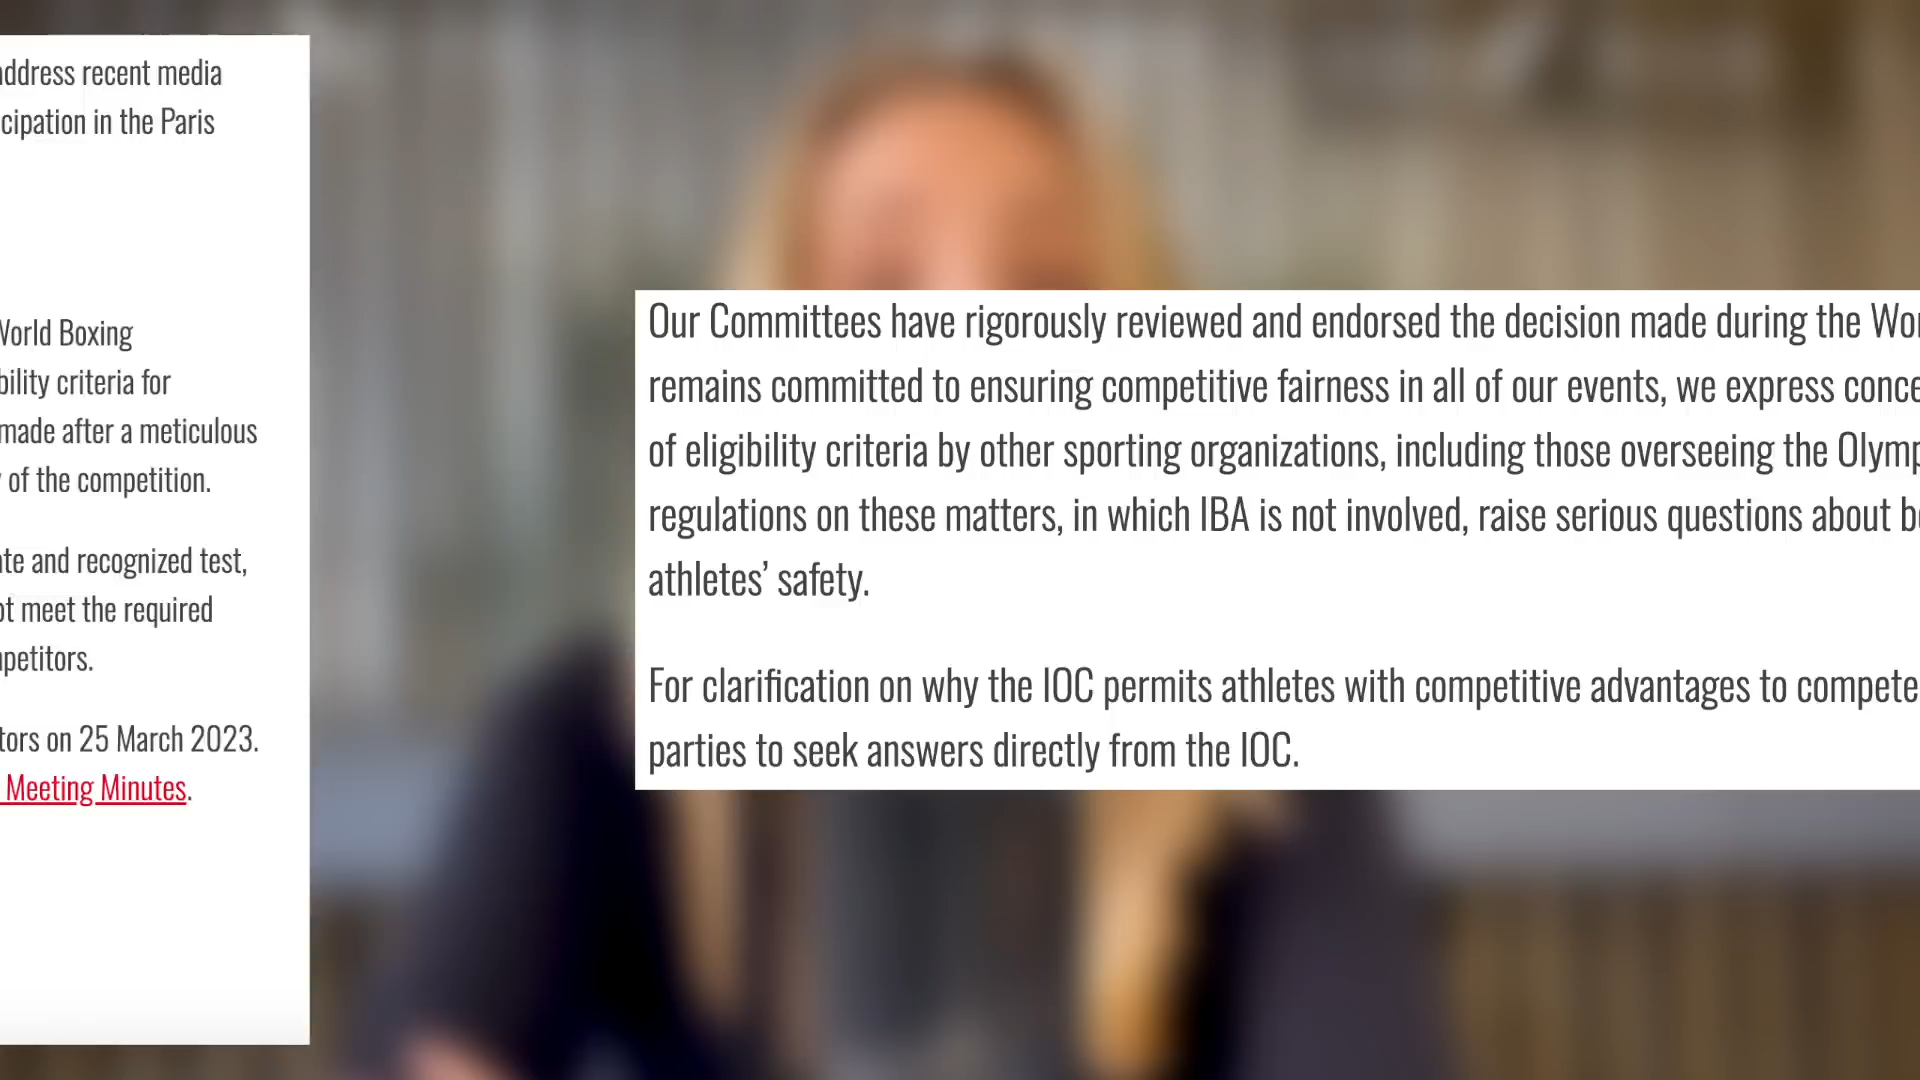 address recent media
cipation in the Paris
World Boxing
bility criteria for
made after a meticulous
of the competition.
and recognized test,
meet the required
petitors.
tors on 25 March 2023.
Meeting Minutes.
Our Committees have rigorously reviewed and endorsed the decision made during the Wor
remains committed to ensuring competitive fairness in all of our events, we express conce
of eligibility criteria by other sporting organizations, including those overseeing the Olymp
regulations on these matters, in which IBA is not involved, raise serious questions about bo
athletes’ safety.
For clarification on why the IOC permits athletes with competitive advantages to compete
parties to seek answers directly from the IOC.